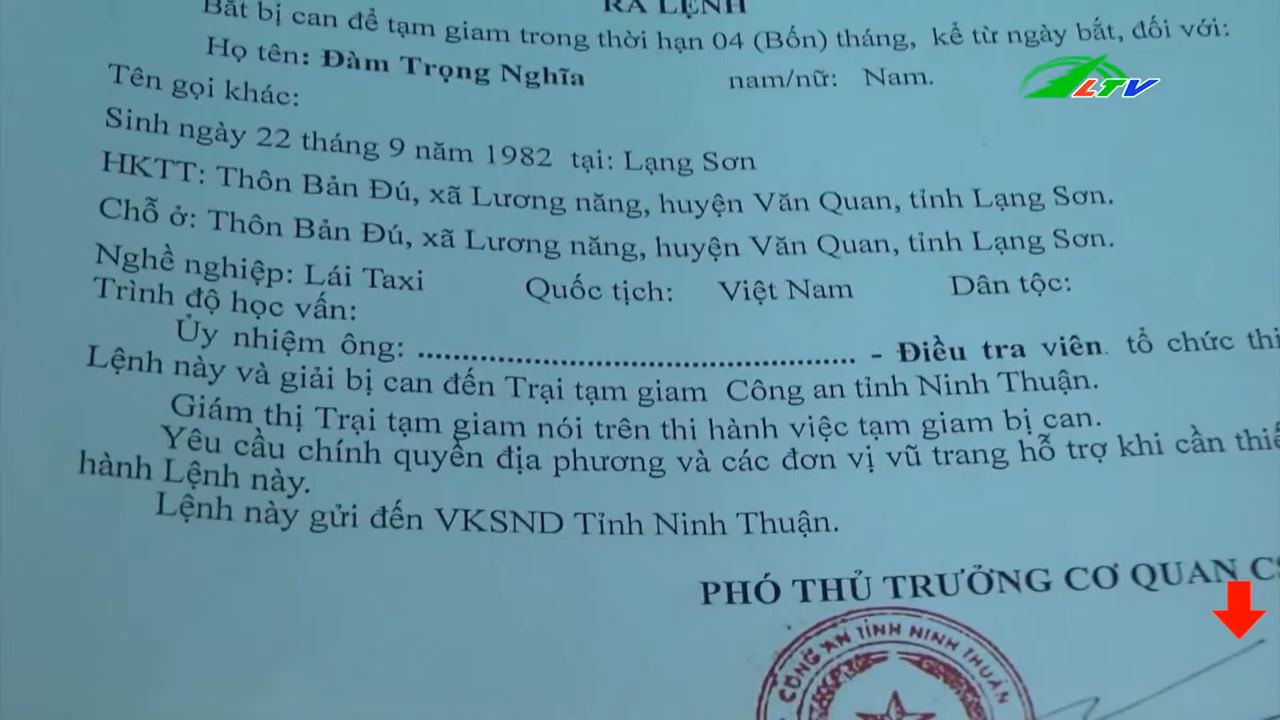 RA LỆNH
Bắt bị can để tạm giam trong thời hạn 04 (Bốn) tháng, kể từ ngày bắt, đối với:
Họ tên: Đàm Trọng Nghĩa nam/nữ: Nam.
LTV
Tên gọi khác:
Sinh ngày 22 tháng 9 năm 1982 tại: Lạng Sơn
HKTT: Thôn Bản Đú, xã Lương năng, huyện Văn Quan, tỉnh Lạng Sơn.
Chỗ ở: Thôn Bản Đú, xã Lương năng, huyện Văn Quan, tỉnh Lạng Sơn.
Nghề nghiệp: Lái Taxi Quốc tịch: Việt Nam Dân tộc:
Trình độ học vấn:
Ủy nhiệm ông: ........................................... - Điều tra viên. tổ chức thi
Lệnh này và giải bị can đến Trại tạm giam Công an tỉnh Ninh Thuận.
Giám thị Trại tạm giam nói trên thi hành việc tạm giam bị can.
Yêu cầu chính quyền địa phương và các đơn vị vũ trang hỗ trợ khi cần thiế
hành Lệnh này.
Lệnh này gửi đến VKSND Tỉnh Ninh Thuận.
PHÓ THỦ TRƯỞNG CƠ QUAN CS
CÔNG AN TỈNH NINH THUẬN